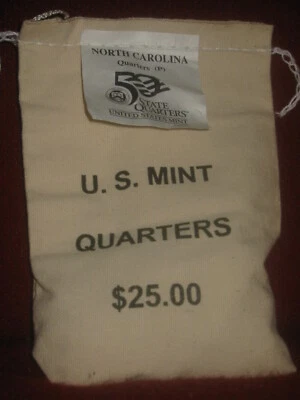 NORTH CAROLINA
Quarters (P)
50
STATE
QUARTERS
UNITED STATES MINT
U. S. MINT
QUARTERS
$25.00